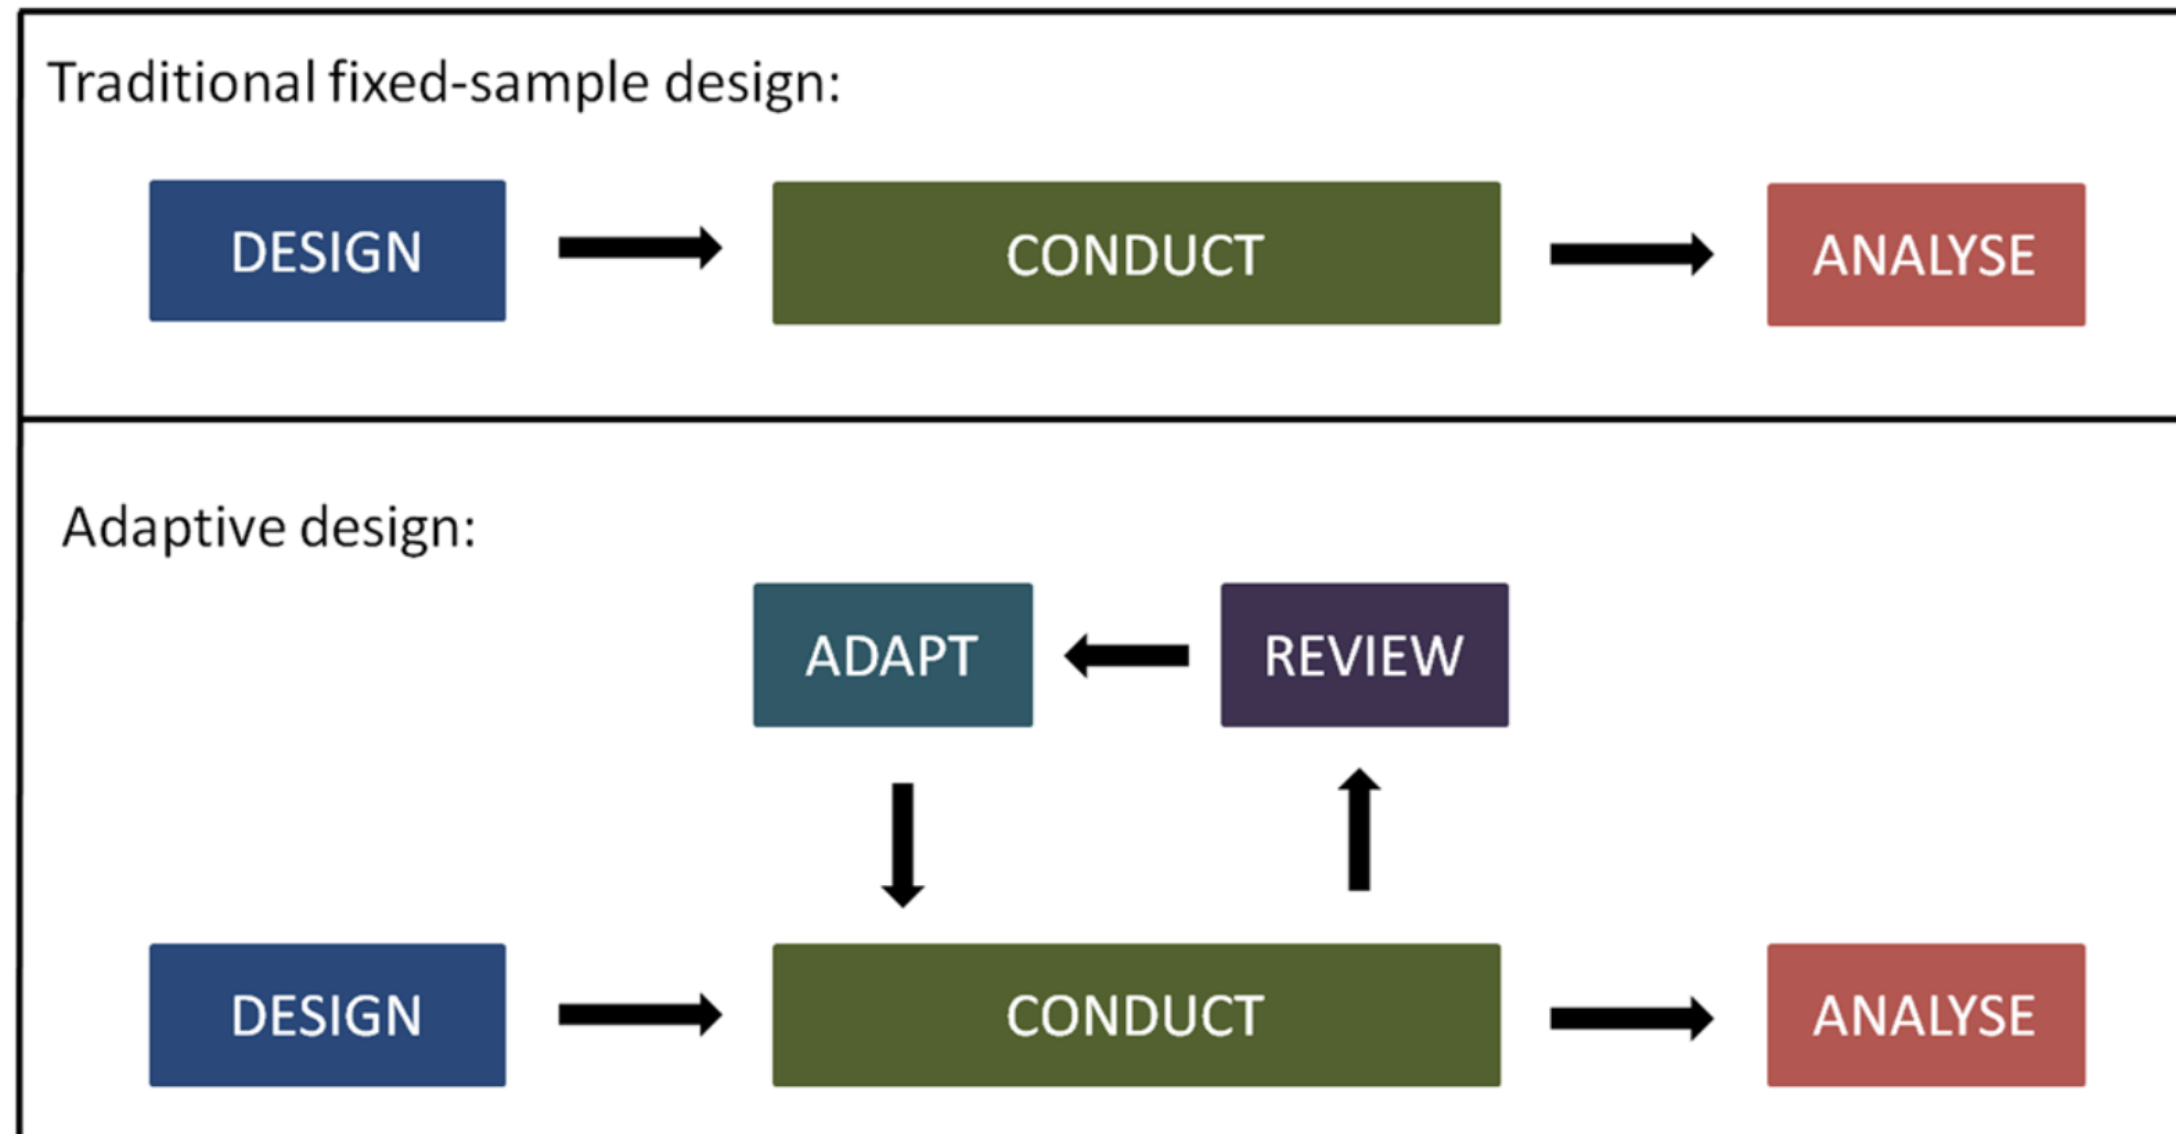 Traditional fixed-sample design:
DESIGN
CONDUCT
ANALYSE
Adaptive design:
ADAPT
REVIEW
DESIGN
CONDUCT
ANALYSE